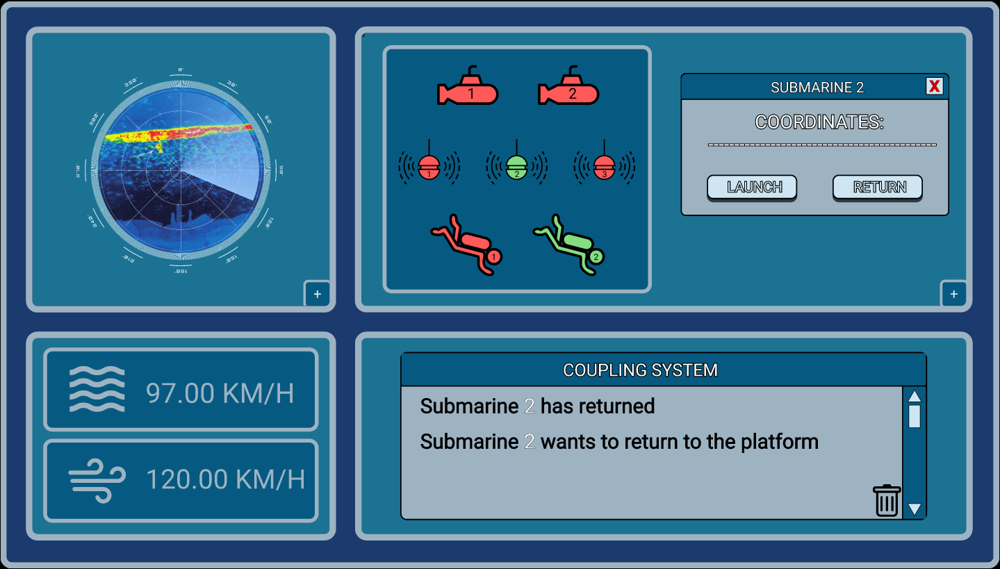 0°
330°
30°
300°
60°
270°
90°
240°
120°
210°
150°
180°
+
1
2
1
2
3
1
2
SUBMARINE 2
X
COORDINATES:
LAUNCH
RETURN
+
97.00 KM/H
120.00 KM/H
COUPLING SYSTEM
Submarine 2 has returned
Submarine 2 wants to return to the platform